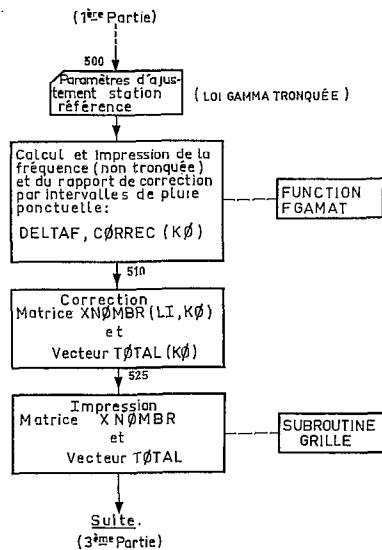 (1ère Partie)
500
Paramètres d'ajus-
tement station
référence
(LOI GAMMA TRONQUÉE)
Calcul et Impression de la
fréquence (non tronquée)
et du rapport de correction
par intervalles de pluie
ponctuelle:
DELTAF, CØRREC (KØ)
FUNCTION
FGAMAT
510
Correction
Matrice XNØMBR (LI, KØ)
et
Vecteur TØTAL (KØ)
525
Impression
Matrice XNØMBR
et
Vecteur TØTAL
SUBROUTINE
GRILLE
Suite.
(3ème Partie)